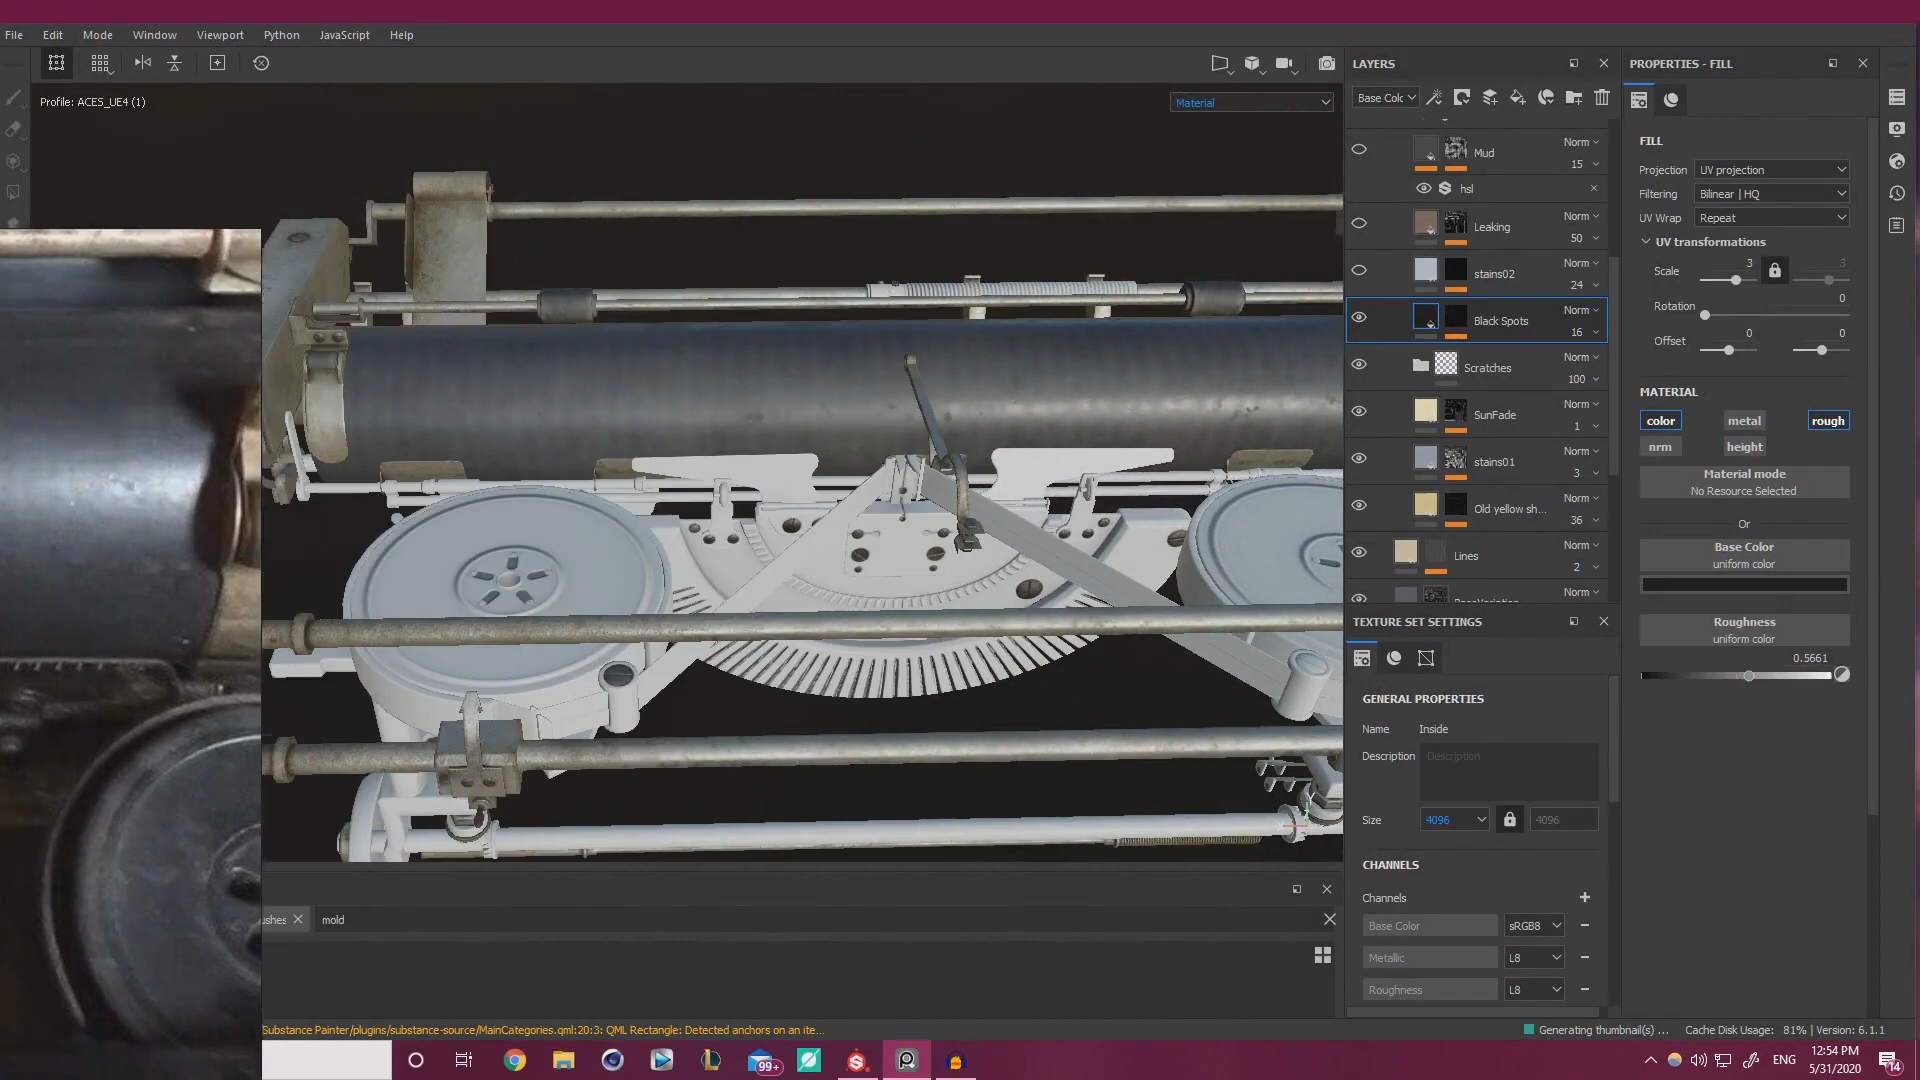 File Edit Mode Window Viewport Python JavaScript Help
Profile: ACES_UE4 (1)
Material
LAYERS
Base Colc
Norm
Mud
15
hsl
Norm
Leaking
50
Norm
stains02
24
Norm
Black Spots
16
Norm
Scratches
100
Norm
SunFade
1
Norm
stains01
3
Norm
Old yellow sh...
36
Norm
Lines
2
Norm
TEXTURE SET SETTINGS
GENERAL PROPERTIES
Name Inside
Description Description
Size 4096 4096
CHANNELS
Channels
Base Color sRGB8
Metallic L8
Roughness L8
PROPERTIES - FILL
FILL
Projection UV projection
Filtering Bilinear | HQ
UV Wrap Repeat
UV transformations
Scale 3 3
Rotation 0
Offset 0 0
MATERIAL
color metal rough
nrm height
Material mode
No Resource Selected
Or
Base Color
uniform color
Roughness
uniform color
0.5661
ushes mold
Substance Painter/plugins/substance-source/MainCategories.qml:20:3: QML Rectangle: Detected anchors on an ite...
Generating thumbnail(s) ... Cache Disk Usage: 81% | Version: 6.1.1
99+
ENG
12:54 PM
5/31/2020
14